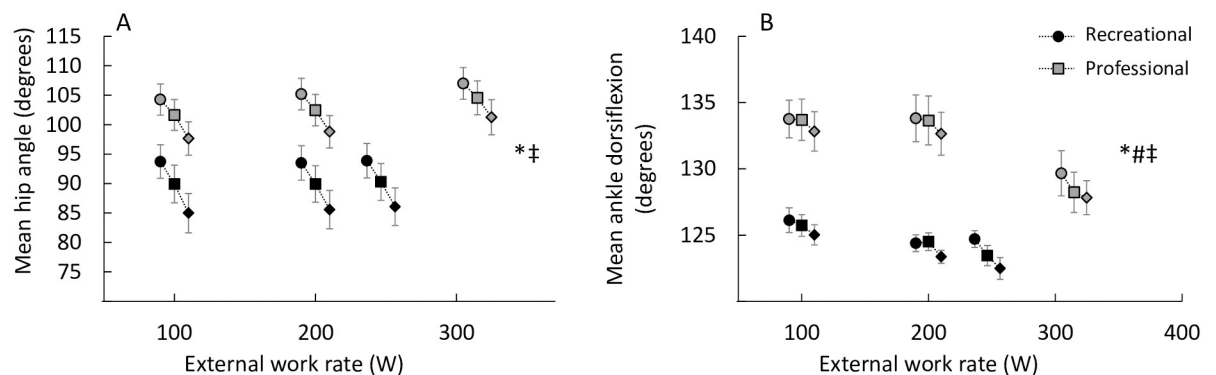 A
Mean hip angle (degrees)
115
110
105
100
95
90
85
80
75
100
200
300
External work rate (W)
*‡
B
Mean ankle dorsiflexion
(degrees)
140
135
130
125
100
200
300
400
External work rate (W)
Recreational
Professional
*#‡